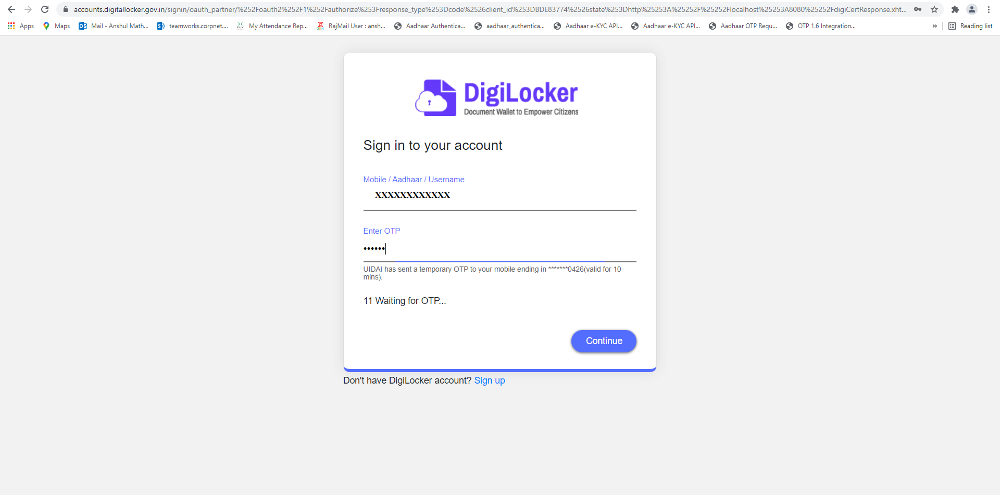 accounts.digitallocker.gov.in/signin/oauth_partner/%252Foauth2%252F1%252Fauthorize%253Fresponse_type%253Dcode%2526client_id%253DBDE83774%2526state%253Dhttp%25253A%25252F%25252Flocalhost%25253A8080%25252FdigiCertResponse.xht...
Apps Maps Mail - Anshul Math... teamworks.corpnet.... My Attendance Rep... RajMail User : ansh... Aadhaar Authentica... aadhaar_authentica... Aadhaar e-KYC API... Aadhaar e-KYC API... Aadhaar OTP Requ... OTP 1.6 Integration... » Reading list
DigiLocker
Document Wallet to Empower Citizens
Sign in to your account
Mobile / Aadhaar / Username
XXXXXXXXXXXX
Enter OTP
••••••
UIDAI has sent a temporary OTP to your mobile ending in *******0426(valid for 10
mins).
11 Waiting for OTP...
Continue
Don't have DigiLocker account? Sign up